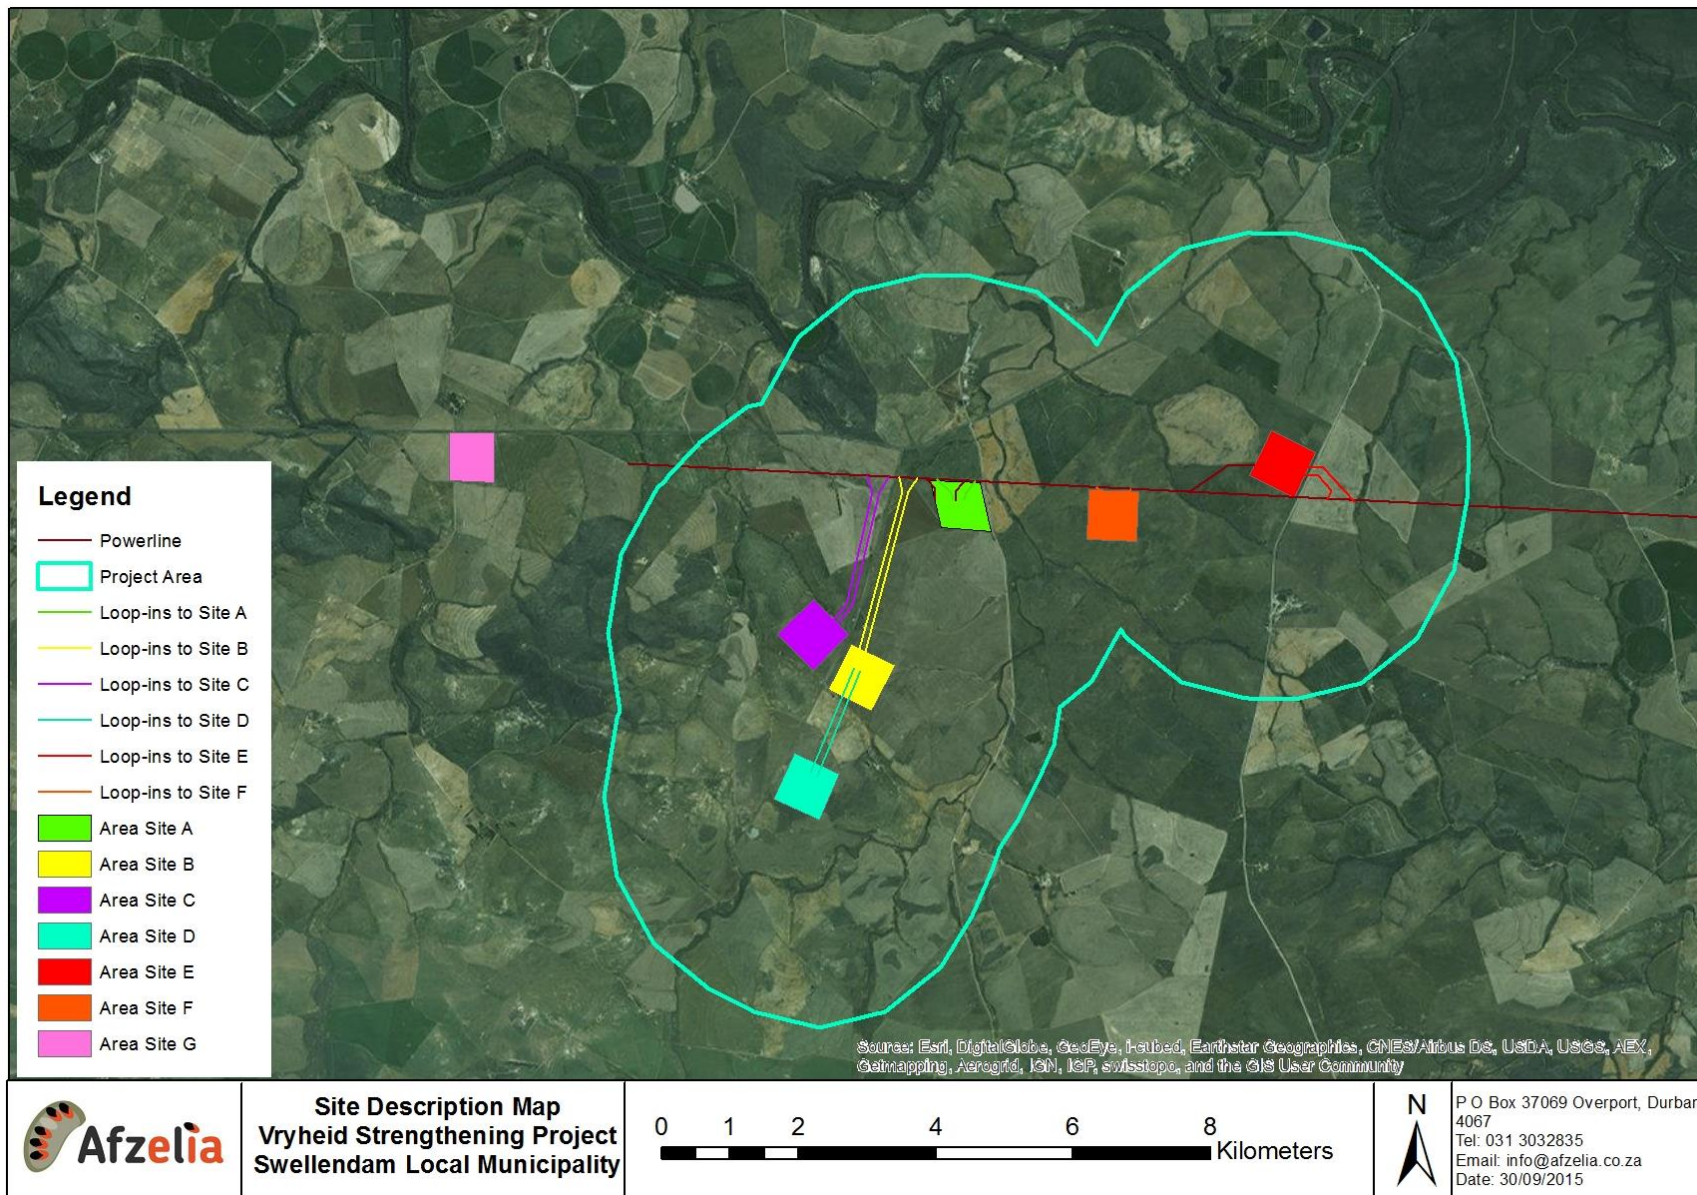 Legend
Powerline
Project Area
Loop-ins to Site A
Loop-ins to Site B
Loop-ins to Site C
Loop-ins to Site D
Loop-ins to Site E
Loop-ins to Site F
Area Site A
Area Site B
Area Site C
Area Site D
Area Site E
Area Site F
Area Site G
Source: Esri, DigitalGlobe, GeoEye, i-cubed, Earthstar Geographics, CNES/Airbus DS, USDA, USGS, AEX,
Getmapping, Aerogrid, IGN, IGP, swisstopo, and the GIS User Community
Afzelia
Site Description Map
Vryheid Strengthening Project
Swellendam Local Municipality
0 1 2 4 6 8
Kilometers
N
P O Box 37069 Overport, Durban
4067
Tel: 031 3032835
Email: info@afzelia.co.za
Date: 30/09/2015